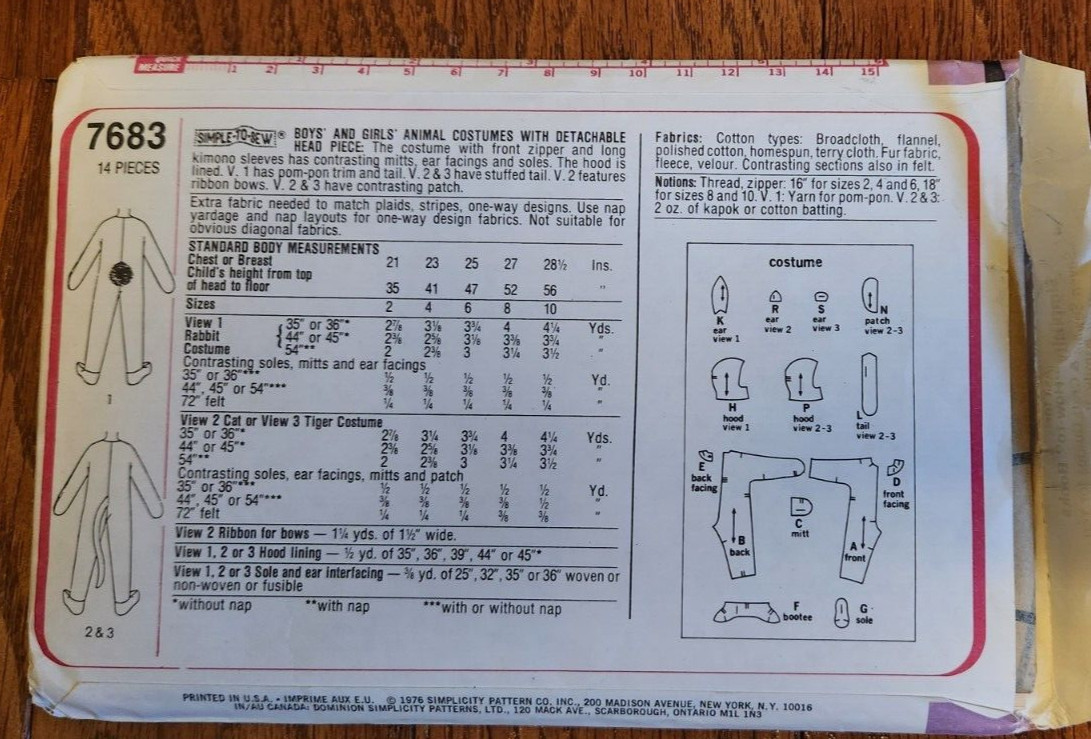 MEASURE
1 2 3 4 5 6 7 8 9 10 11 12 13 14 15
7683
14 PIECES
1
2 & 3
SIMPLE-TO-SEW® BOYS' AND GIRLS' ANIMAL COSTUMES WITH DETACHABLE
HEAD PIECE: The costume with front zipper and long
kimono sleeves has contrasting mitts, ear facings and soles. The hood is
lined. V. 1 has pom-pon trim and tail. V. 2 & 3 have stuffed tail. V. 2 features
ribbon bows. V. 2 & 3 have contrasting patch.
Extra fabric needed to match plaids, stripes, one-way designs. Use nap
yardage and nap layouts for one-way design fabrics. Not suitable for
obvious diagonal fabrics.
STANDARD BODY MEASUREMENTS
Chest or Breast 21 23 25 27 28½ Ins.
Child's height from top
of head to floor 35 41 47 52 56 "
Sizes 2 4 6 8 10
View 1 { 35" or 36"* 2⅞ 3⅛ 3¾ 4 4¼ Yds.
Rabbit 44" or 45"* 2⅜ 2⅝ 3⅛ 3⅜ 3¾ "
Costume 54"** 2 2⅜ 3 3¼ 3½ "
Contrasting soles, mitts and ear facings
35" or 36"*** ½ ½ ½ ½ ½ Yd.
44", 45" or 54"*** ⅜ ⅜ ⅜ ⅜ ⅜ "
72" felt ¼ ¼ ¼ ¼ ¼ "
View 2 Cat or View 3 Tiger Costume
35" or 36"* 2⅞ 3¼ 3¾ 4 4¼ Yds.
44" or 45"* 2⅜ 2⅝ 3⅛ 3⅜ 3¾ "
54"** 2 2⅜ 3 3¼ 3½ "
Contrasting soles, ear facings, mitts and patch
35" or 36"*** ½ ½ ½ ½ ½ Yd.
44", 45" or 54"*** ⅜ ⅜ ⅜ ⅜ ½ "
72" felt ¼ ¼ ¼ ⅜ ⅜ "
View 2 Ribbon for bows — 1¼ yds. of 1½" wide.
View 1, 2 or 3 Hood lining — ½ yd. of 35", 36", 39", 44" or 45"*
View 1, 2 or 3 Sole and ear interfacing — ⅜ yd. of 25", 32", 35" or 36" woven or
non-woven or fusible
*without nap **with nap ***with or without nap
Fabrics: Cotton types: Broadcloth, flannel,
polished cotton, homespun, terry cloth. Fur fabric,
fleece, velour. Contrasting sections also in felt.
Notions: Thread, zipper: 16" for sizes 2, 4 and 6, 18"
for sizes 8 and 10. V. 1: Yarn for pom-pon. V. 2 & 3:
2 oz. of kapok or cotton batting.
costume
K
ear
view 1
R
ear
view 2
S
ear
view 3
N
patch
view 2-3
H
hood
view 1
P
hood
view 2-3
L
tail
view 2-3
E
back
facing
B
back
C
mitt
A
front
D
front
facing
F
bootee
G
sole
PRINTED IN U.S.A. • IMPRIME AUX E.U. © 1976 SIMPLICITY PATTERN CO. INC., 200 MADISON AVENUE, NEW YORK, N.Y. 10016
IN/AU CANADA: DOMINION SIMPLICITY PATTERNS, LTD., 120 MACK AVE., SCARBOROUGH, ONTARIO M1L 1N3